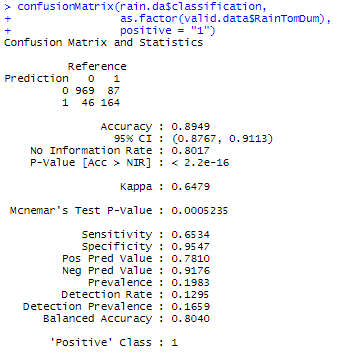 > confusionMatrix(rain.da$Classification,
+ as.factor(valid.data$RainTomDum),
+ positive = "1")
Confusion Matrix and Statistics
Reference
Prediction 0 1
0 969 87
1 46 164
Accuracy : 0.8949
95% CI : (0.8767, 0.9113)
No Information Rate : 0.8017
P-Value [Acc > NIR] : < 2.2e-16
Kappa : 0.6479
Mcnemar's Test P-Value : 0.0005235
Sensitivity : 0.6534
Specificity : 0.9547
Pos Pred Value : 0.7810
Neg Pred Value : 0.9176
Prevalence : 0.1983
Detection Rate : 0.1295
Detection Prevalence : 0.1659
Balanced Accuracy : 0.8040
'Positive' Class : 1